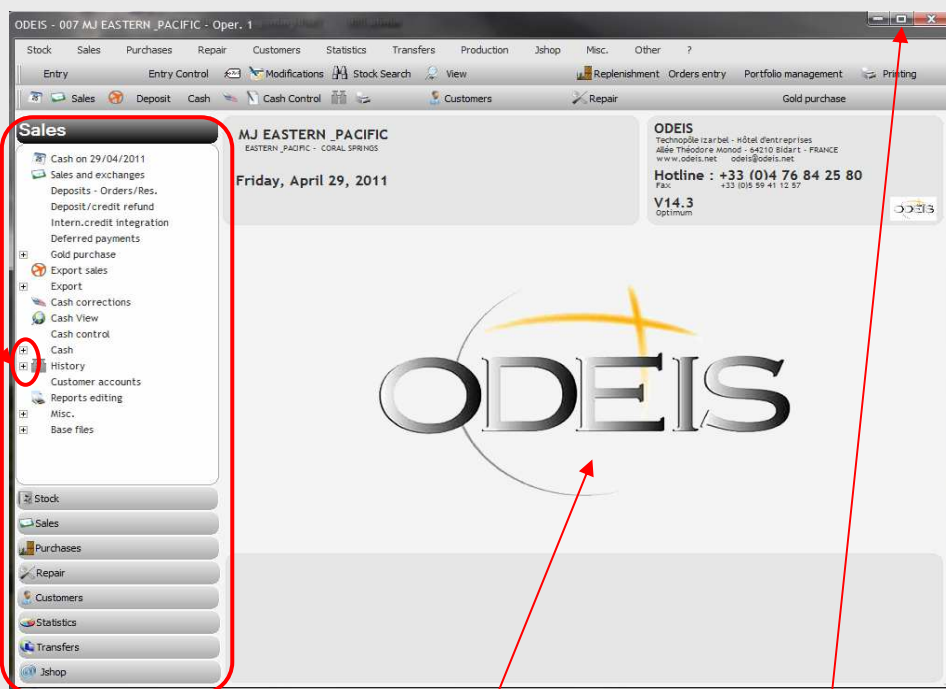 ODEIS - 007 MJ EASTERN _PACIFIC - Oper. 1
Stock Sales Purchases Repair Customers Statistics Transfers Production Jshop Misc. Other ?
Entry Entry Control Modifications Stock Search View Replenishment Orders entry Portfolio management Printing
Sales Deposit Cash Cash Control Customers Repair Gold purchase
Sales
Cash on 29/04/2011
Sales and exchanges
Deposits - Orders/Res.
Deposit/credit refund
Intern.credit integration
Deferred payments
Gold purchase
Export sales
Export
Cash corrections
Cash View
Cash control
Cash
History
Customer accounts
Reports editing
Misc.
Base files
Stock
Sales
Purchases
Repair
Customers
Statistics
Transfers
Jshop
MJ EASTERN _PACIFIC
EASTERN _PACIFIC - CORAL SPRINGS
Friday, April 29, 2011
ODEIS
Technopôle Izarbel - Hôtel d'entreprises
Allée Théodore Monod - 64210 Bidart - FRANCE
www.odeis.net odeis@odeis.net
Hotline : +33 (0)4 76 84 25 80
Fax +33 (0)5 59 41 12 57
V14.3
Optimum
ODEIS
ODEIS